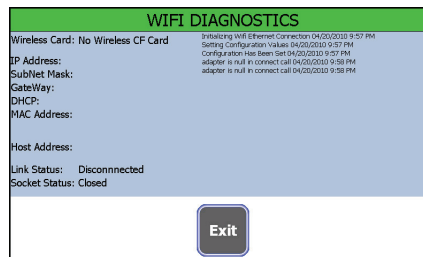 WIFI DIAGNOSTICS
Wireless Card: No Wireless CF Card
IP Address:
SubNet Mask:
GateWay:
DHCP:
MAC Address:
Host Address:
Link Status: Disconnnected
Socket Status: Closed
Initializing Wifi Ethernet Connection 04/20/2010 9:57 PM
Setting Configuration Values 04/20/2010 9:57 PM
Configuration Has Been Set 04/20/2010 9:57 PM
adapter is null in connect call 04/20/2010 9:58 PM
adapter is null in connect call 04/20/2010 9:58 PM
Exit